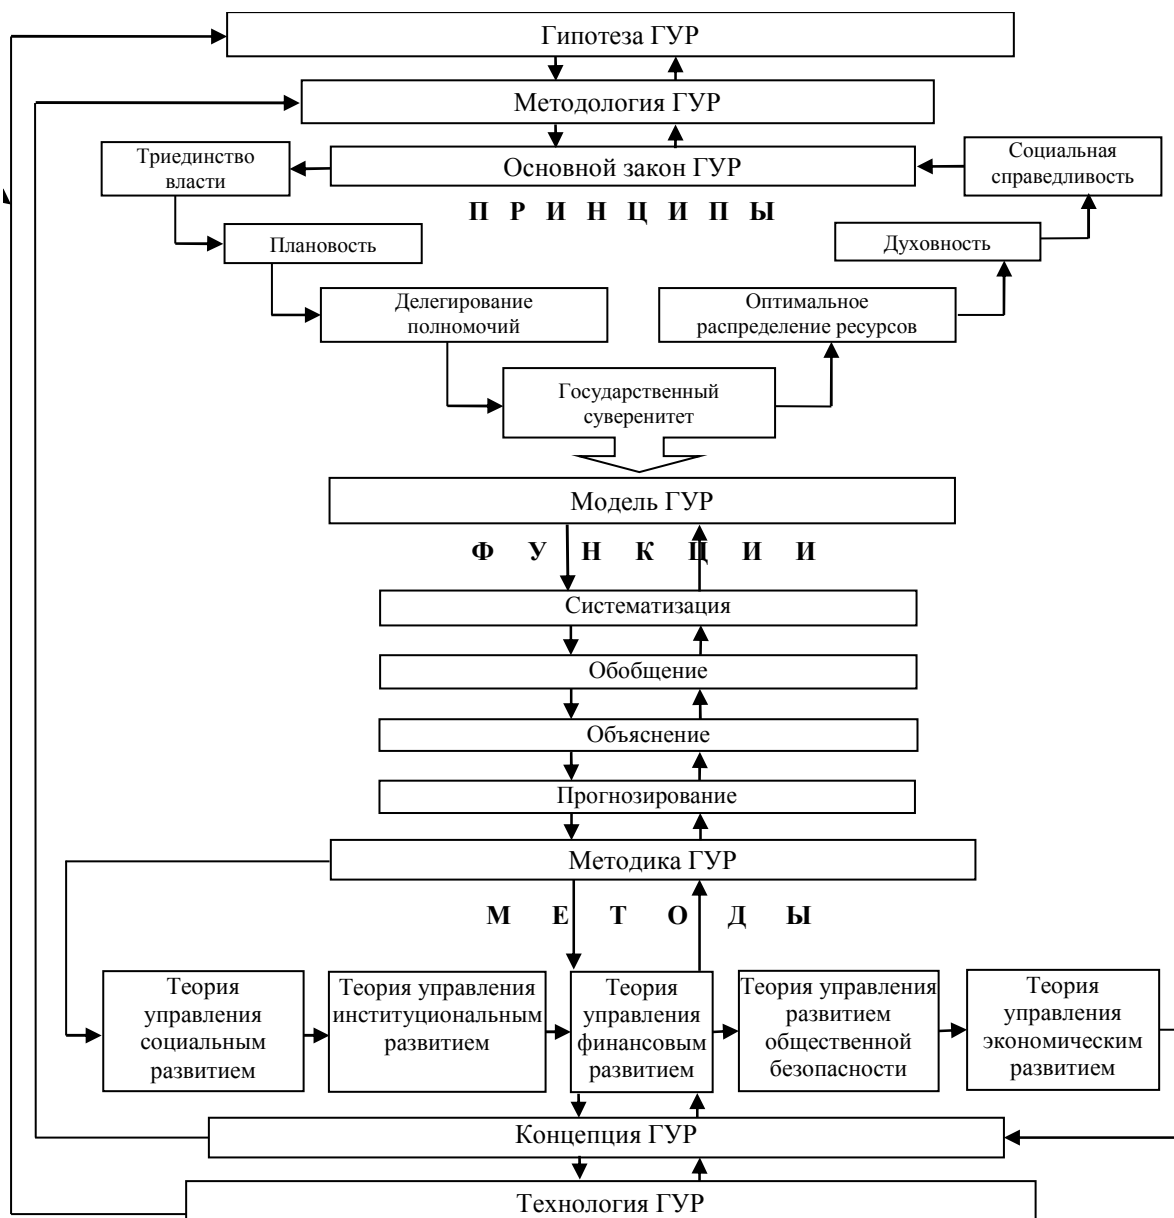 Гипотеза ГУР
Методология ГУР
Триединство
власти
Основной закон ГУР
Социальная
справедливость
П Р И Н Ц И П Ы
Плановость
Духовность
Делегирование
полномочий
Оптимальное
распределение ресурсов
Государственный
суверенитет
Модель ГУР
Ф У Н К Ц И И
Систематизация
Обобщение
Объяснение
Прогнозирование
Методика ГУР
М Е Т О Д Ы
Теория
управления
социальным
развитием
Теория управления
институциональным
развитием
Теория
управления
финансовым
развитием
Теория управления
развитием
общественной
безопасности
Теория
управления
экономическим
развитием
Концепция ГУР
Технология ГУР